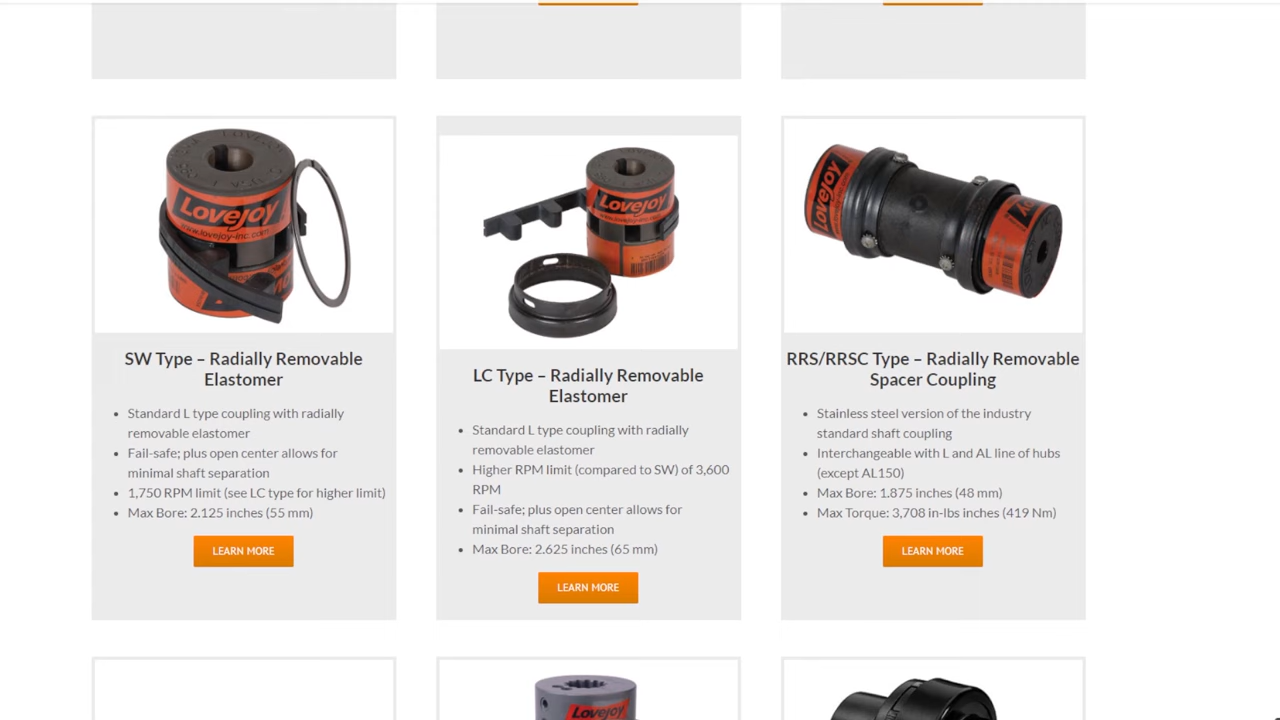 Lovejoy
www.lovejoy-inc.com
SW Type – Radially Removable
Elastomer
• Standard L type coupling with radially
removable elastomer
• Fail-safe; plus open center allows for
minimal shaft separation
• 1,750 RPM limit (see LC type for higher limit)
• Max Bore: 2.125 inches (55 mm)
LEARN MORE
Lovejoy
LC Type – Radially Removable
Elastomer
• Standard L type coupling with radially
removable elastomer
• Higher RPM limit (compared to SW) of 3,600
RPM
• Fail-safe; plus open center allows for
minimal shaft separation
• Max Bore: 2.625 inches (65 mm)
LEARN MORE
Lovejoy
RRS/RRSC Type – Radially Removable
Spacer Coupling
• Stainless steel version of the industry
standard shaft coupling
• Interchangeable with L and AL line of hubs
(except AL150)
• Max Bore: 1.875 inches (48 mm)
• Max Torque: 3,708 in-lbs inches (419 Nm)
LEARN MORE
Lovejoy